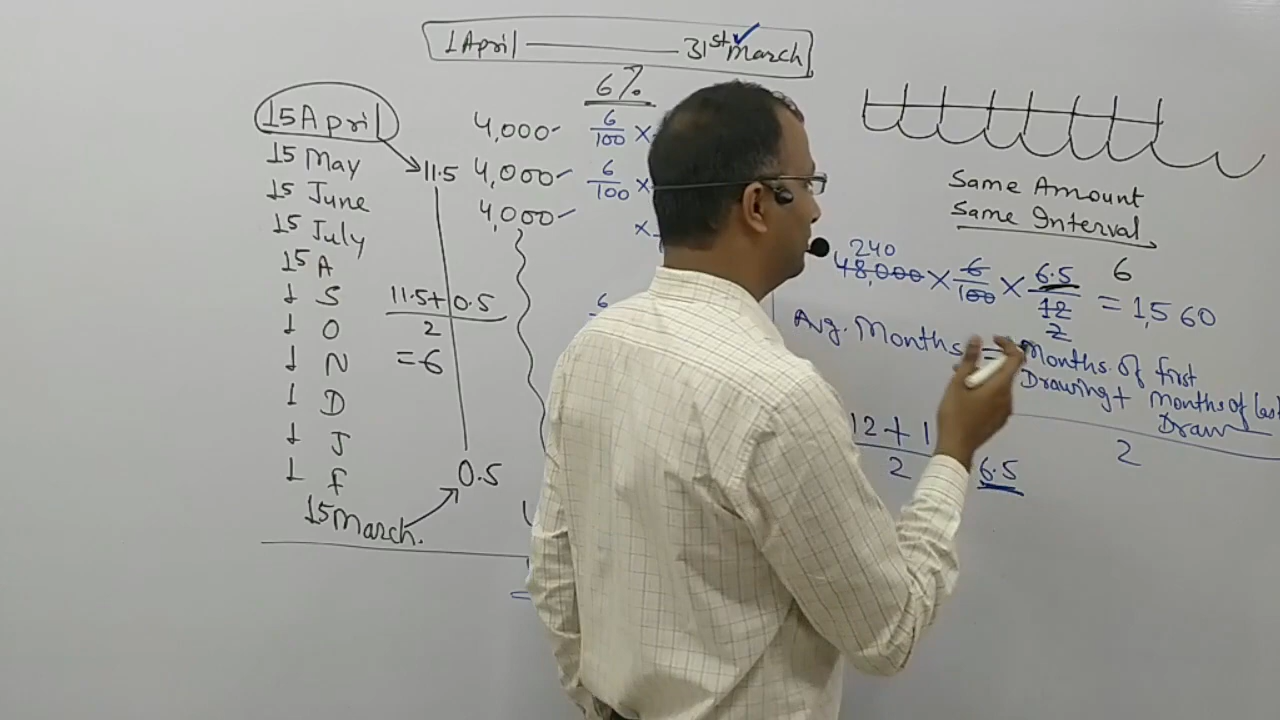 1 April ———— 31st March
6%
15 April
15 May
15 June
15 July
15 A
S
O
N
D
J
F
15 March.
11.5
11.5 + 0.5
2
= 6
0.5
4,000
4,000
4,000
6/100 ×
6/100 ×
×
6
Same Amount
Same Interval
240
48,000 × 6/100 × 6.5/12 = 1,560
6
2
Avg. Months = Months of first
Drawing + Months of last
Draw
2
12 + 1
2
6.5